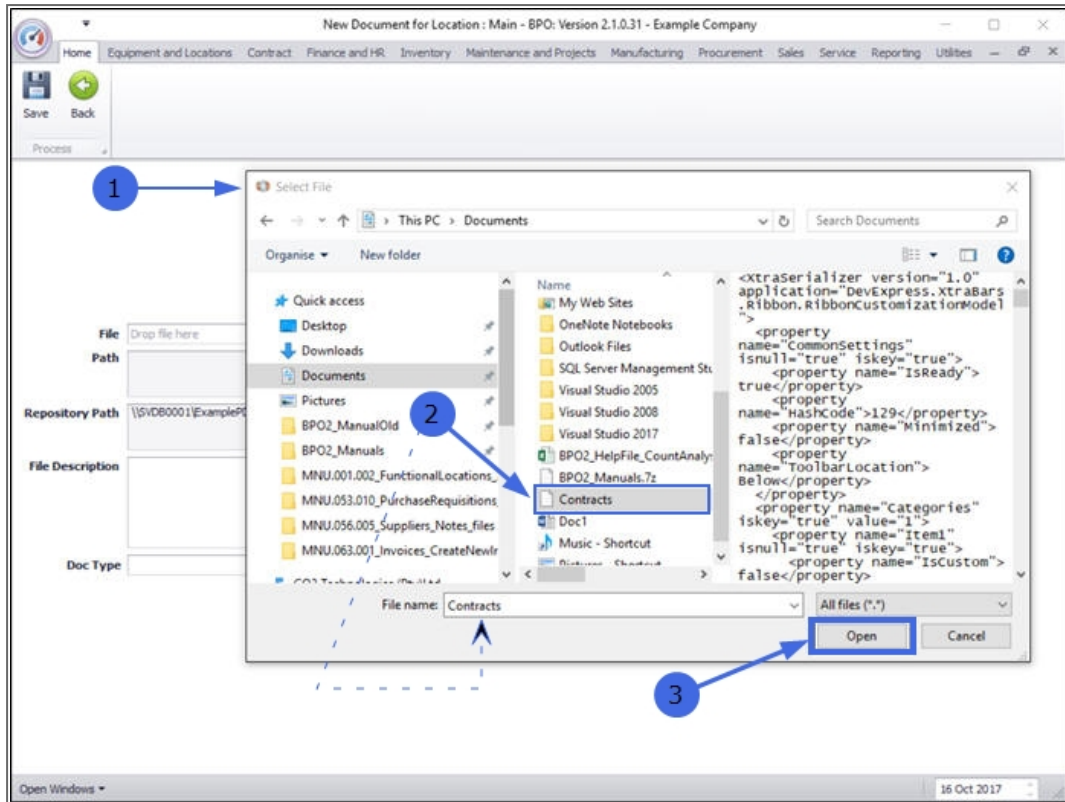 New Document for Location : Main - BPO: Version 2.1.0.31 - Example Company
Home Equipment and Locations Contract Finance and HR Inventory Maintenance and Projects Manufacturing Procurement Sales Service Reporting Utilities
Save Back
Process
1
Select File
This PC > Documents
Search Documents
Organise New folder
Quick access
Desktop
Downloads
Documents
Pictures
BPO2_ManualOld
BPO2_Manuals
MNU.001.002_FunctionalLocations_
MNU.053.010_PurchaseRequisitions_
MNU.056.005_Suppliers_Notes_files
MNU.063.001_Invoices_CreateNewIr
Name
My Web Sites
OneNote Notebooks
Outlook Files
SQL Server Management Stu
Visual Studio 2005
Visual Studio 2008
Visual Studio 2017
BPO2_HelpFile_CountAnaly
BPO2_Manuals.7z
Contracts
Doc1
Music - Shortcut
Pictures - Shortcut
<XtraSerializer version="1.0"
application="DevExpress.XtraBars
.Ribbon.RibbonCustomizationModel
">
<property
name="CommonSettings"
isnull="true" iskey="true">
<property name="IsReady">
true</property>
<property
name="HashCode">129</property>
<property name="Minimized">
false</property>
<property
name="ToolbarLocation">
Below</property>
</property>
<property name="Categories"
iskey="true" value="1">
<property name="Item1"
isnull="true" iskey="true">
<property name="IsCustom">
false</property>
2
File Drop file here
Path
Repository Path \\SVDB0001\ExamplePD
File Description
Doc Type
File name: Contracts
All files (*.*)
Open Cancel
3
Open Windows
16 Oct 2017